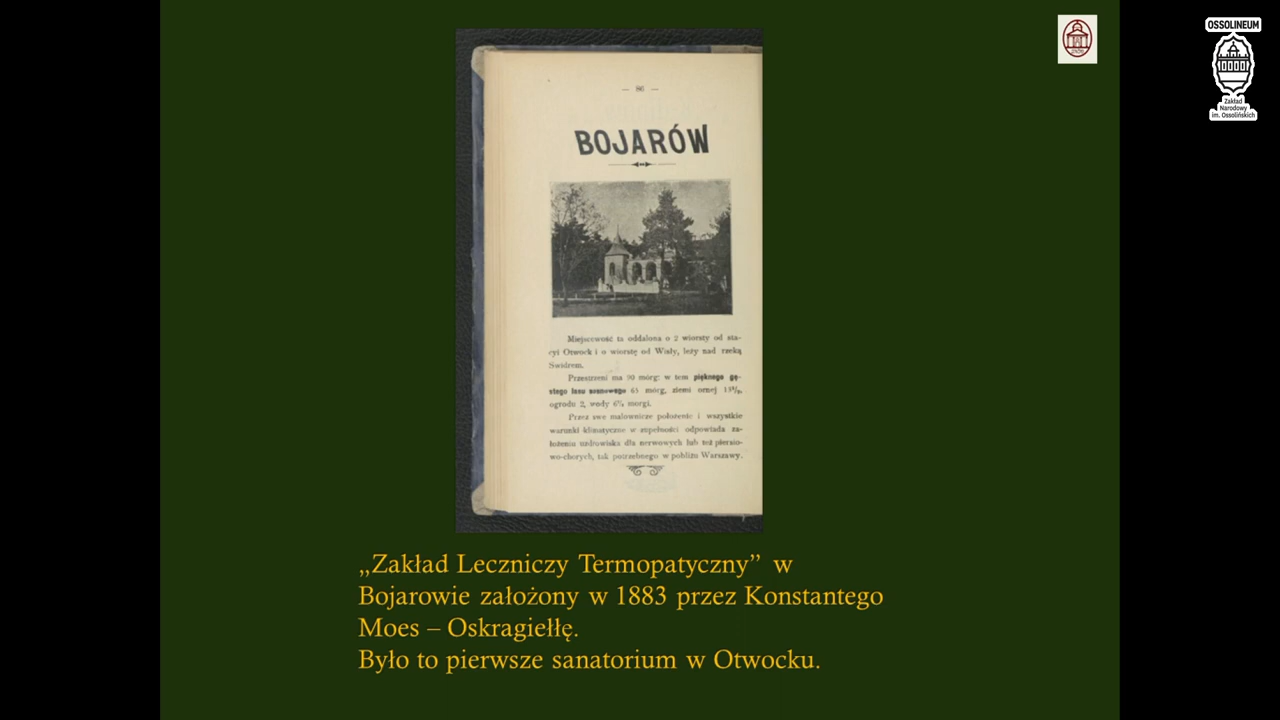 OSSOLINEUM
Zakład
Narodowy
im. Ossolińskich
BOJARÓW
Miejscowość ta oddalona o 2 wiorsty od sta-
cyi Otwock i o wiorstę od Wisły, leży nad rzeką
Świdrem.
Przestrzeni ma 90 mórg: w tem pięknego gę-
stego lasu sosnowego 65 mórg, ziemi ornej
ogrodu 2, wody morgi.
Przez swe malownicze położenie i wszystkie
warunki klimatyczne w zupełności odpowiada za-
łożeniu uzdrowiska dla nerwowych lub też piersio-
wo-chorych, tak potrzebnego w pobliżu Warszawy.
„Zakład Leczniczy Termopatyczny” w
Bojarowie założony w 1883 przez Konstantego
Moes – Oskragiełłę.
Było to pierwsze sanatorium w Otwocku.